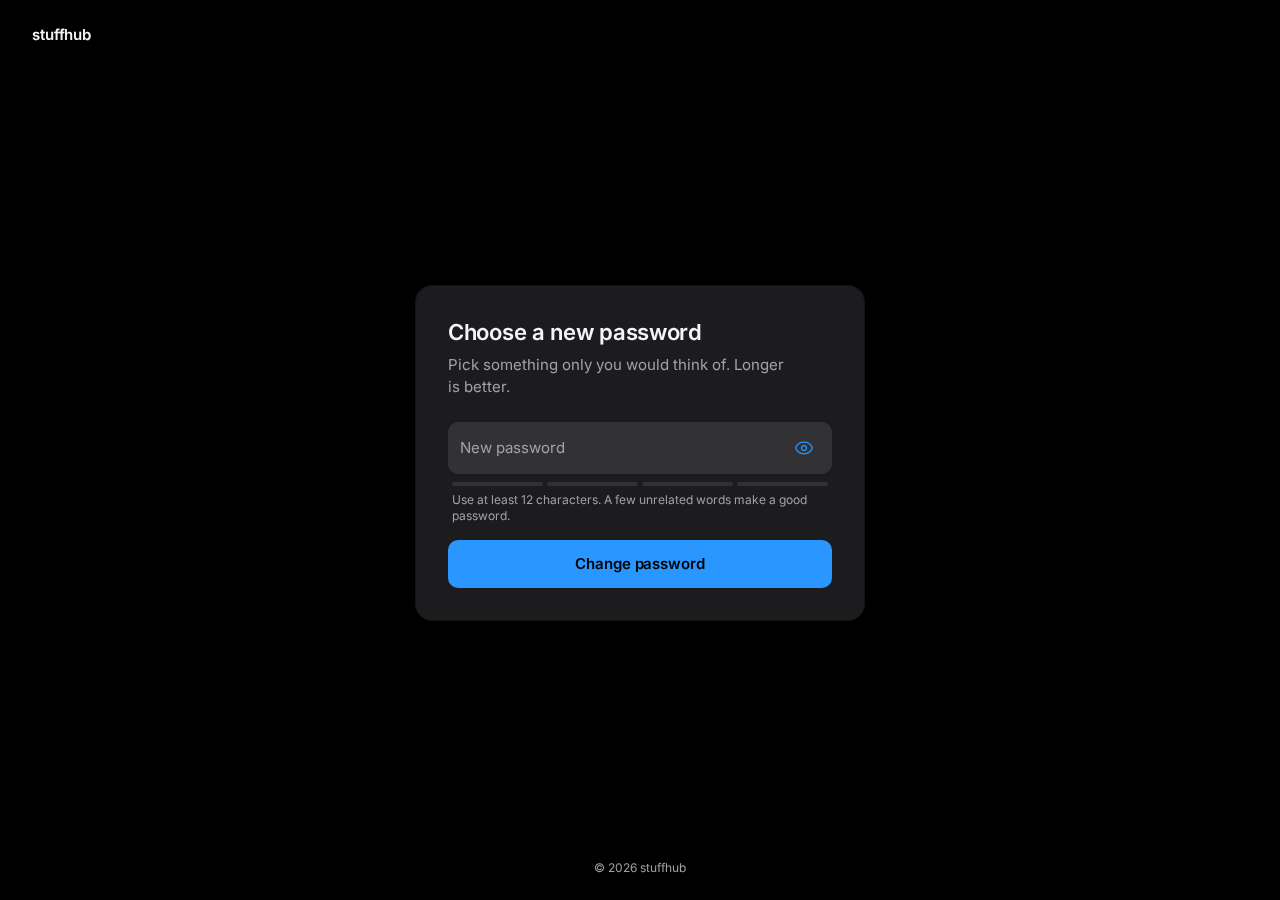 stuffhub
Choose a new password
Pick something only you would think of. Longer
is better.
New password
Use at least 12 characters. A few unrelated words make a good
password.
Change password
© 2026 stuffhub